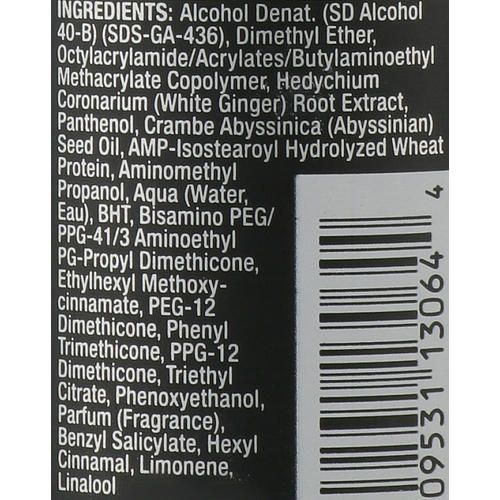 INGREDIENTS: Alcohol Denat. (SD Alcohol
40-B) (SDS-GA-436), Dimethyl Ether,
Octylacrylamide/Acrylates/Butylaminoethyl
Methacrylate Copolymer, Hedychium
Coronarium (White Ginger) Root Extract,
Panthenol, Crambe Abyssinica (Abyssinian)
Seed Oil, AMP-Isostearoyl Hydrolyzed Wheat
Protein, Aminomethyl
Propanol, Aqua (Water,
Eau), BHT, Bisamino PEG/
PPG-41/3 Aminoethyl
PG-Propyl Dimethicone,
Ethylhexyl Methoxy-
cinnamate, PEG-12
Dimethicone, Phenyl
Trimethicone, PPG-12
Dimethicone, Triethyl
Citrate, Phenoxyethanol,
Parfum (Fragrance),
Benzyl Salicylate, Hexyl
Cinnamal, Limonene,
Linalool
09531 13064 4